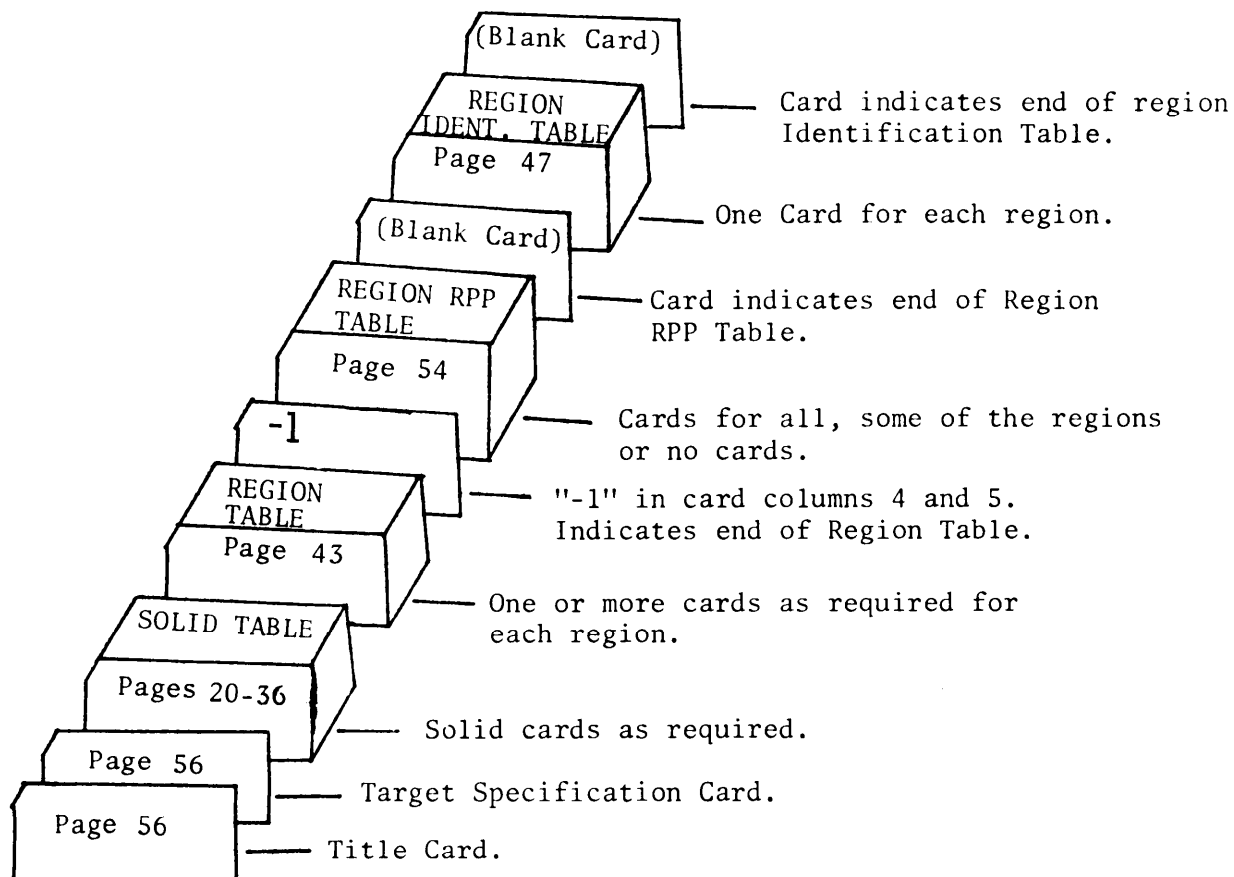 (Blank Card)
Card indicates end of region
Identification Table.
REGION
IDENT. TABLE
Page 47
One Card for each region.
(Blank Card)
Card indicates end of Region
RPP Table.
REGION RPP
TABLE
Page 54
Cards for all, some of the regions
or no cards.
-1
"-1" in card columns 4 and 5.
Indicates end of Region Table.
REGION
TABLE
Page 43
One or more cards as required for
each region.
SOLID TABLE
Pages 20-36
Solid cards as required.
Page 56
Target Specification Card.
Page 56
Title Card.